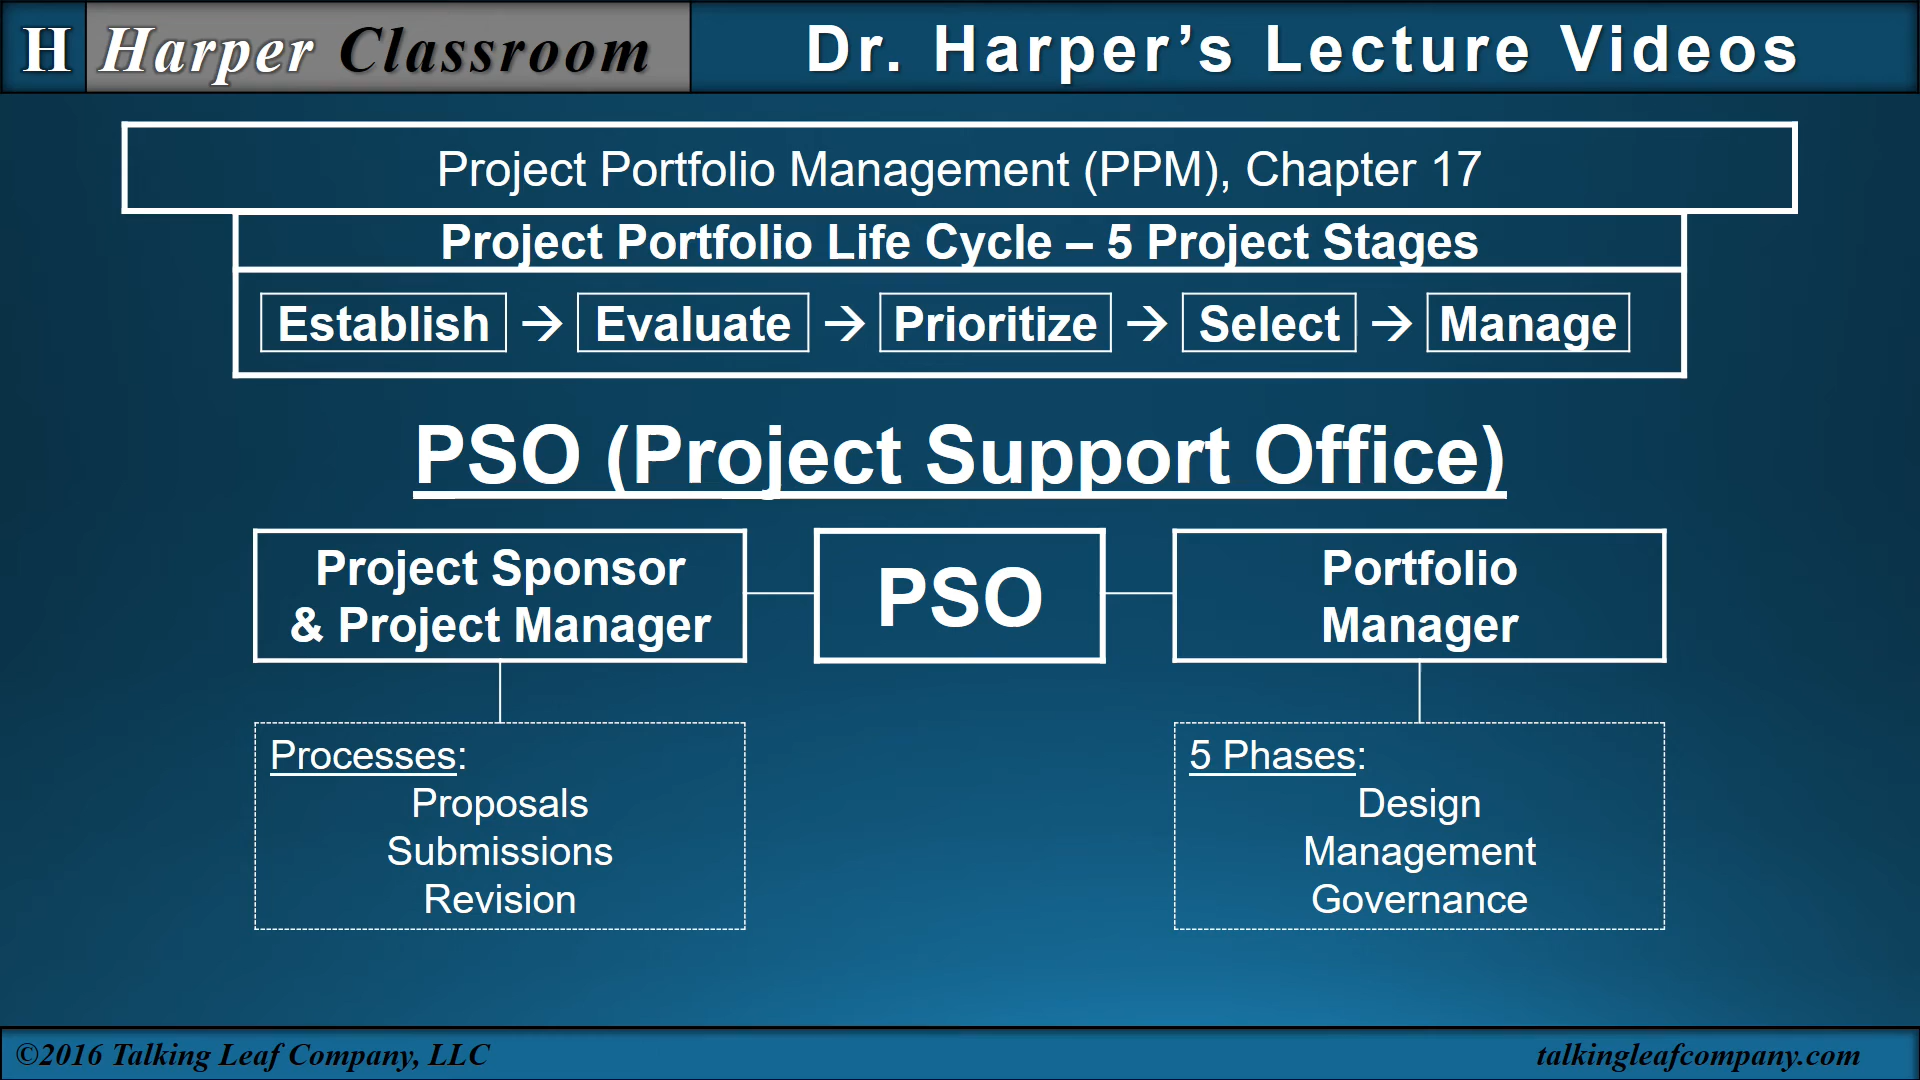 H Harper Classroom
Dr. Harper’s Lecture Videos
Project Portfolio Management (PPM), Chapter 17
Project Portfolio Life Cycle – 5 Project Stages
Establish → Evaluate → Prioritize → Select → Manage
PSO (Project Support Office)
Project Sponsor
& Project Manager
PSO
Portfolio
Manager
Processes:
Proposals
Submissions
Revision
5 Phases:
Design
Management
Governance
©2016 Talking Leaf Company, LLC
talkingleafcompany.com